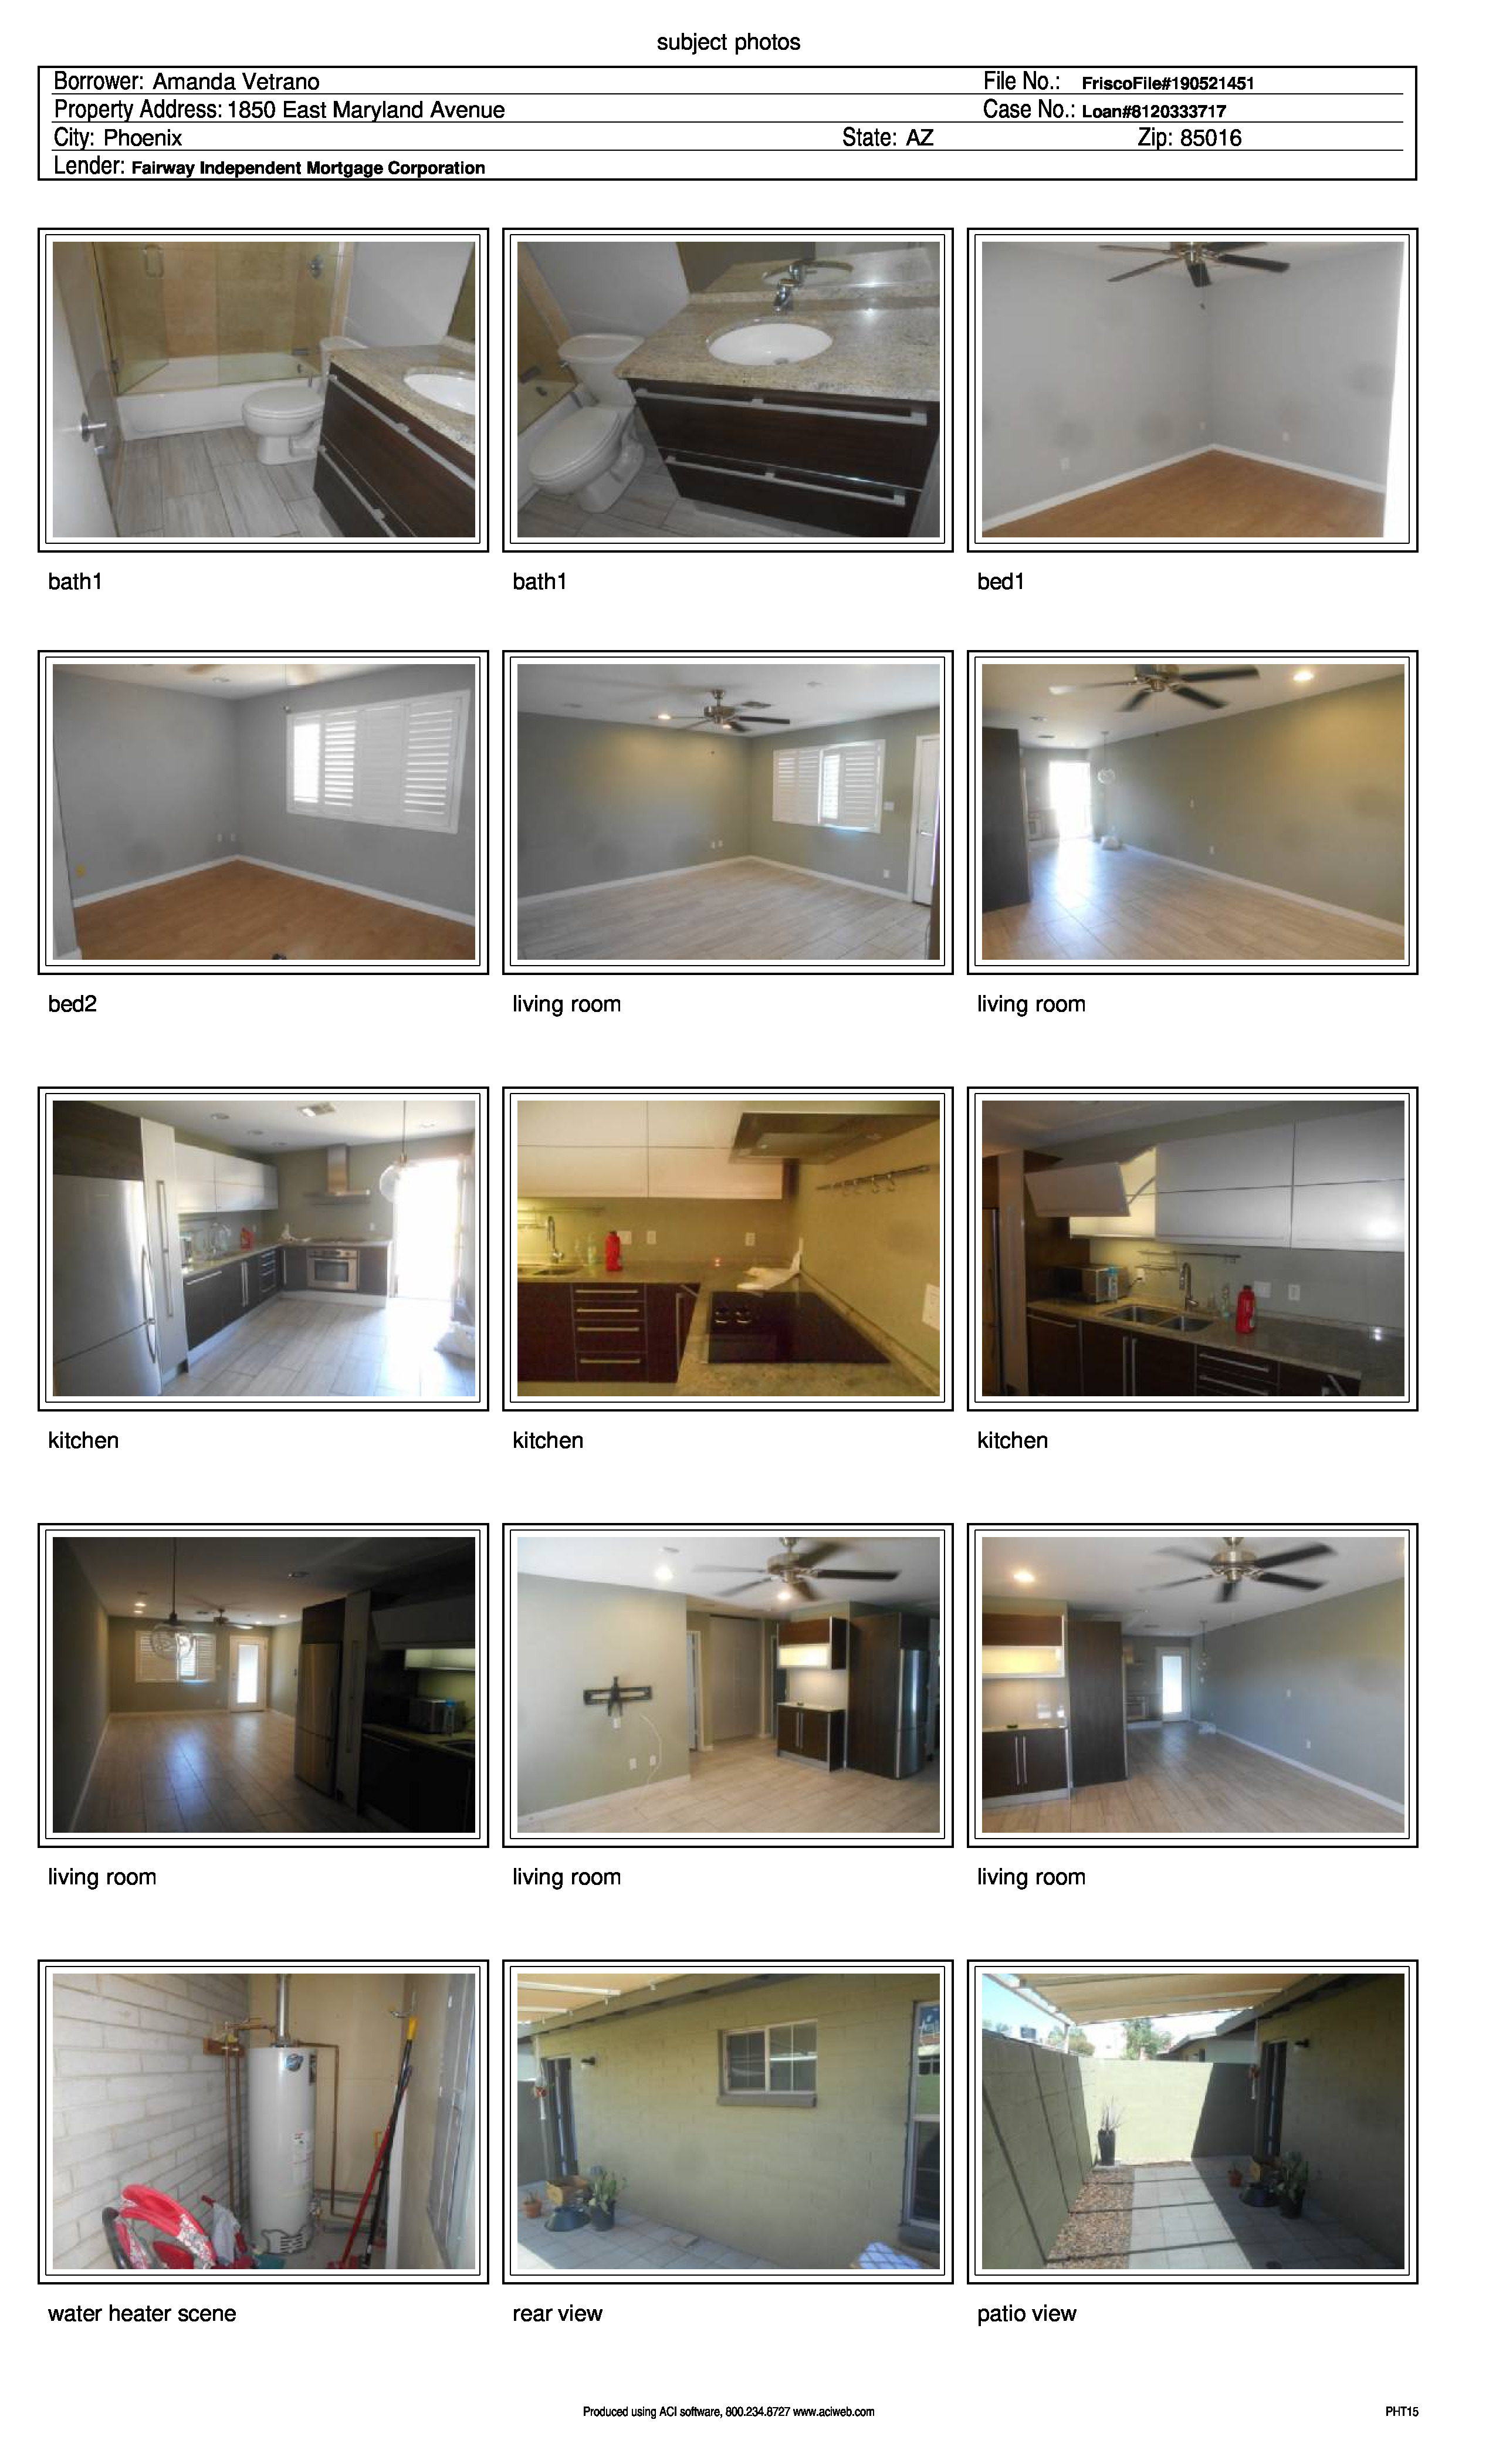 subject photos
Borrower: Amanda Vetrano File No.: FriscoFile#190521451
Property Address: 1850 East Maryland Avenue Case No.: Loan#8120333717
City: Phoenix State: AZ Zip: 85016
Lender: Fairway Independent Mortgage Corporation
bath1 bath1 bed1
bed2 living room living room
kitchen kitchen kitchen
living room living room living room
water heater scene rear view patio view
Produced using ACI software, 800.234.8727 www.aciweb.com PHT15